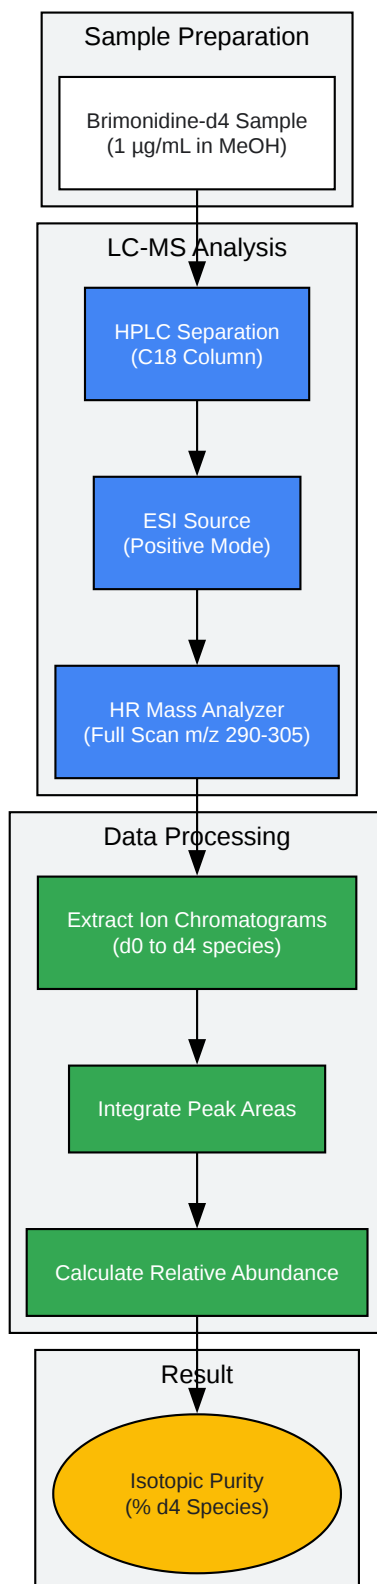 Sample Preparation
Brimonidine-d4 Sample
(1 µg/mL in MeOH)
LC-MS Analysis
HPLC Separation
(C18 Column)
ESI Source
(Positive Mode)
HR Mass Analyzer
(Full Scan m/z 290-305)
Data Processing
Extract Ion Chromatograms
(d0 to d4 species)
Integrate Peak Areas
Calculate Relative Abundance
Result
Isotopic Purity
(% d4 Species)